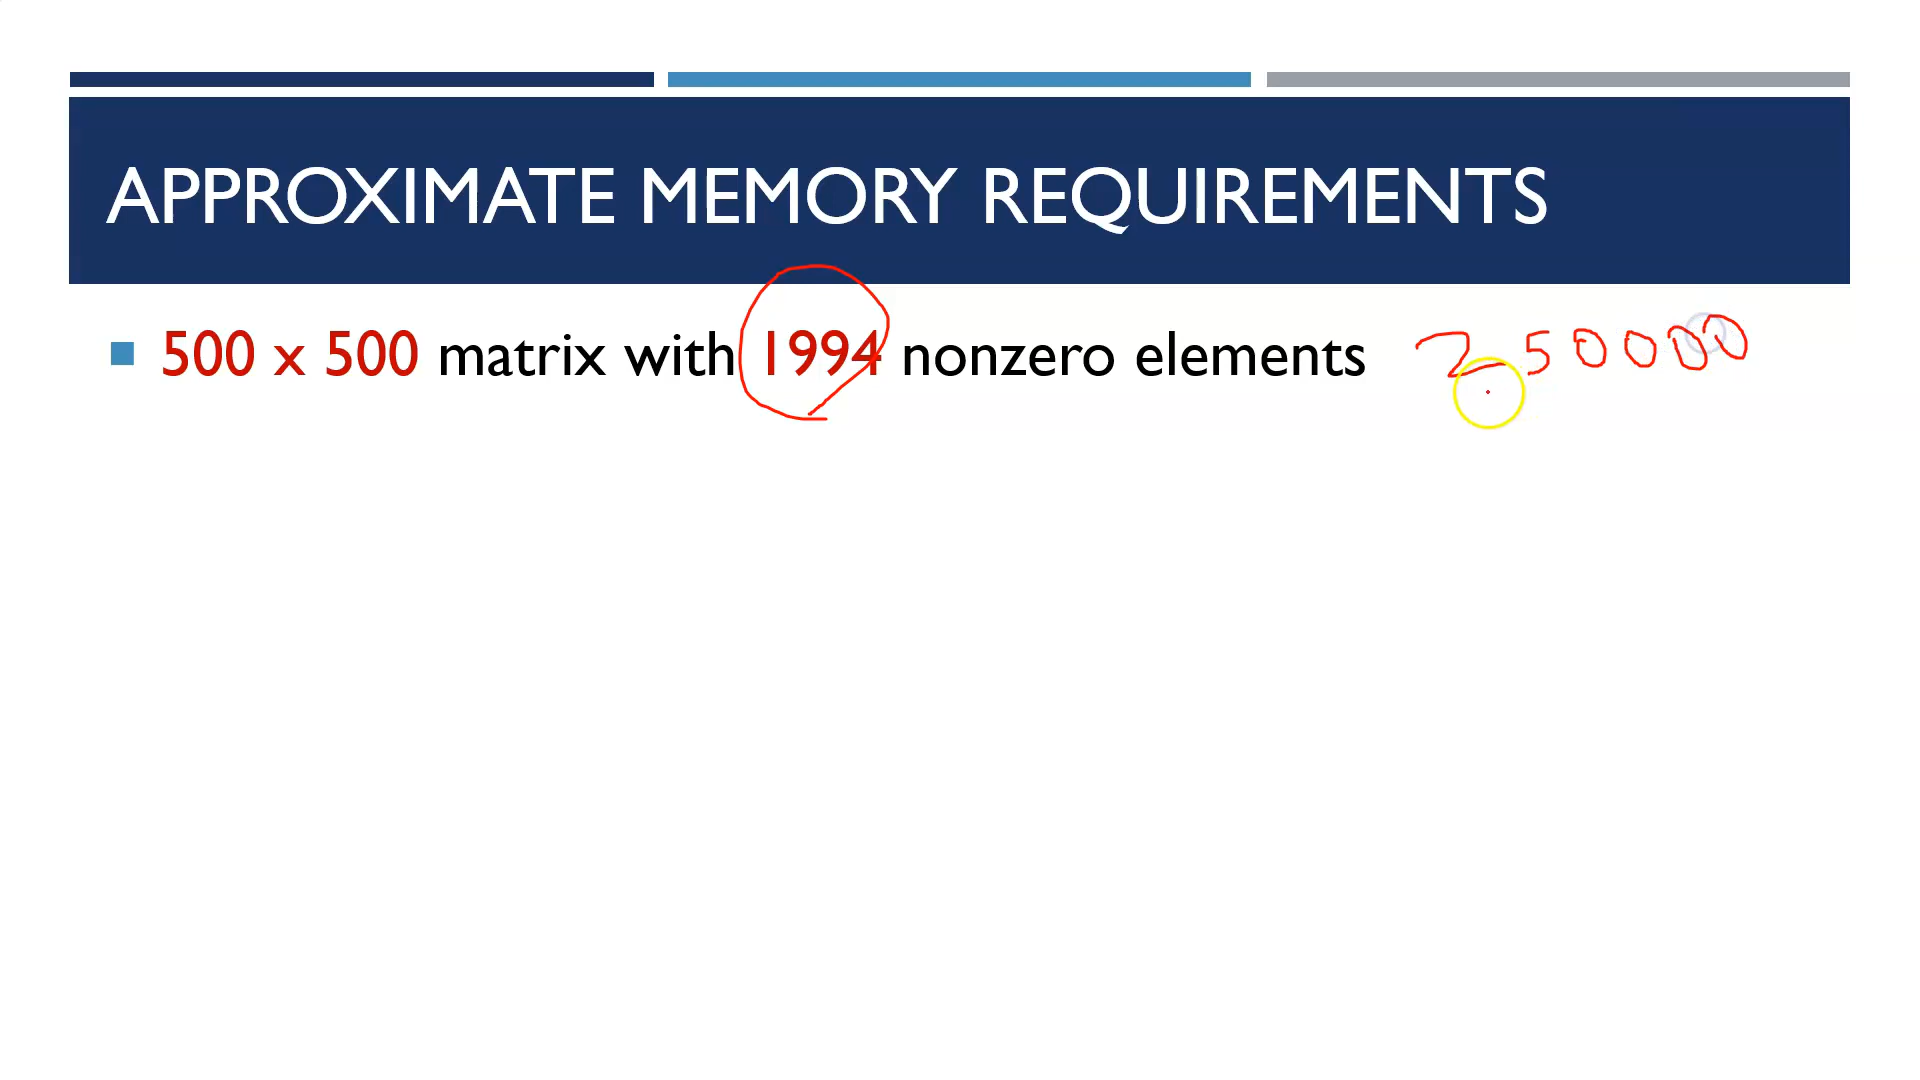 APPROXIMATE MEMORY REQUIREMENTS
500 x 500 matrix with 1994 nonzero elements 250000